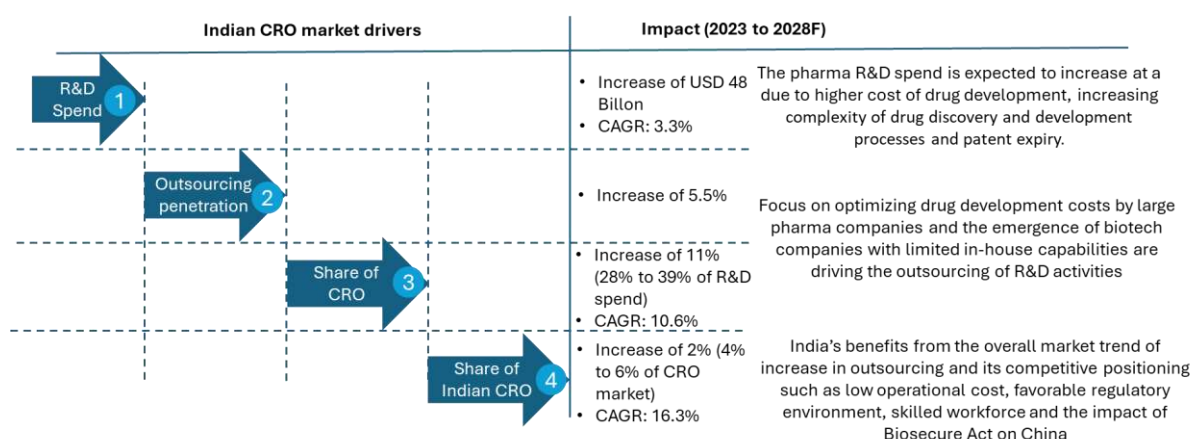 Indian CRO market drivers
Impact (2023 to 2028F)
R&D
Spend
1
• Increase of USD 48
Billon
• CAGR: 3.3%
The pharma R&D spend is expected to increase at a
due to higher cost of drug development, increasing
complexity of drug discovery and development
processes and patent expiry.
Outsourcing
penetration
2
• Increase of 5.5%
Focus on optimizing drug development costs by large
pharma companies and the emergence of biotech
companies with limited in-house capabilities are
driving the outsourcing of R&D activities
Share of
CRO
3
• Increase of 11%
(28% to 39% of R&D
spend)
• CAGR: 10.6%
Share of
Indian CRO
4
• Increase of 2% (4%
to 6% of CRO
market)
• CAGR: 16.3%
India’s benefits from the overall market trend of
increase in outsourcing and its competitive positioning
such as low operational cost, favorable regulatory
environment, skilled workforce and the impact of
Biosecure Act on China